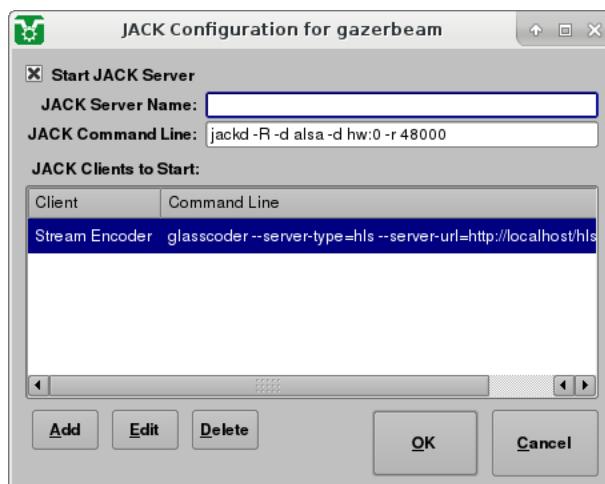 JACK Configuration for gazerbeam
Start JACK Server
JACK Server Name:
JACK Command Line: jackd -R -d alsa -d hw:0 -r 48000
JACK Clients to Start:
Client Command Line
Stream Encoder glasscoder --server-type=hls --server-url=http://localhost/hls
Add Edit Delete OK Cancel